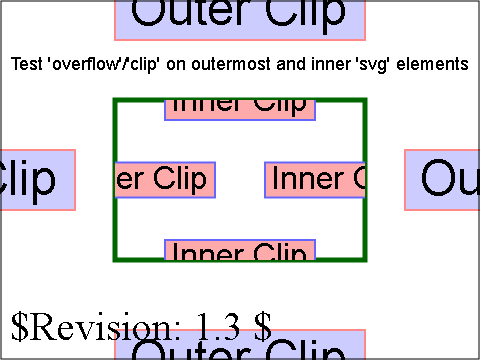 Outer Clip
Test 'overflow'/'clip' on outermost and inner 'svg' elements
Inner Clip
Clip
er Clip
Inner C
Ou
Inner Clip
$Revision: 1.3 $
Outer Clip